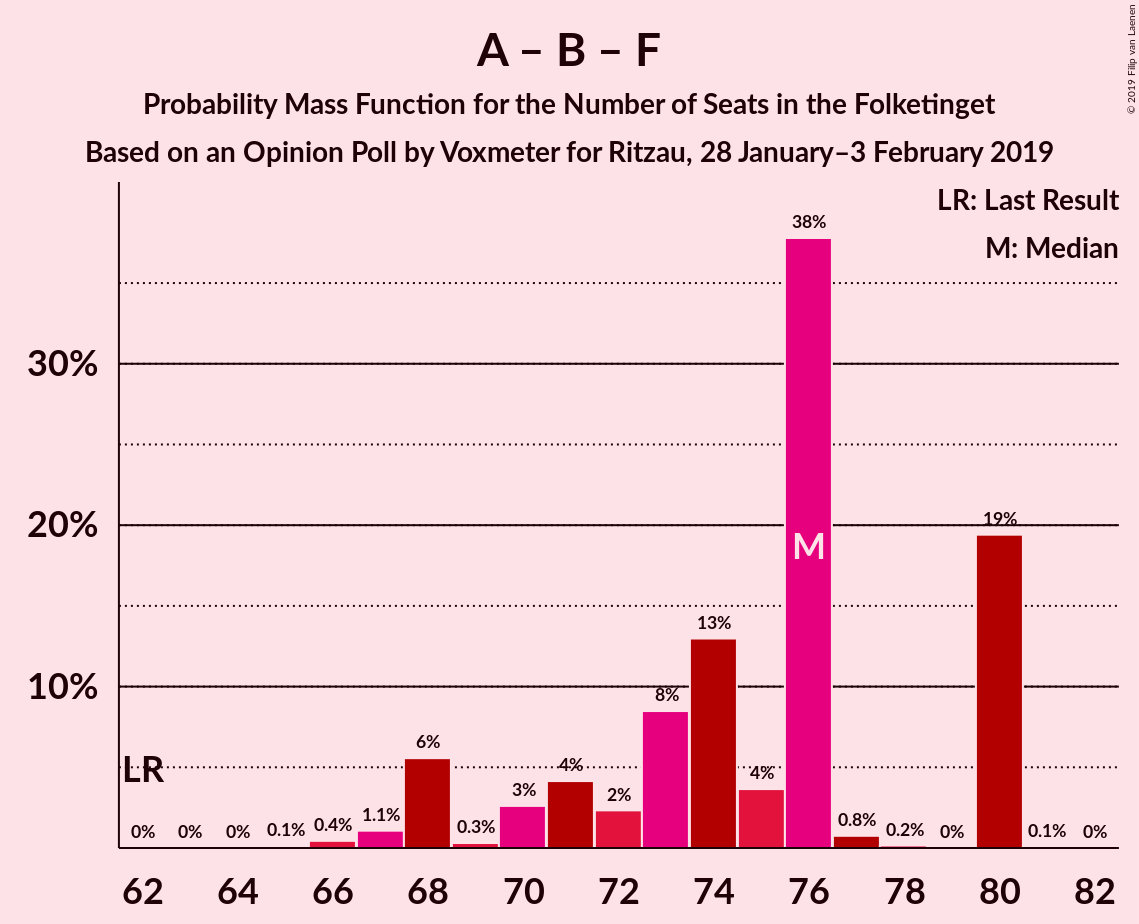 A – B – F
Probability Mass Function for the Number of Seats in the Folketinget
Based on an Opinion Poll by Voxmeter for Ritzau, 28 January–3 February 2019
© 2019 Filip van Laenen
LR: Last Result
M: Median
38%
30%
20%
19%
M
13%
10%
8%
6%
4%
4%
LR
3%
2%
1.1%
0.8%
0% 0% 0% 0.1% 0.4% 0.3% 0.2% 0% 0.1% 0%
62 64 66 68 70 72 74 76 78 80 82